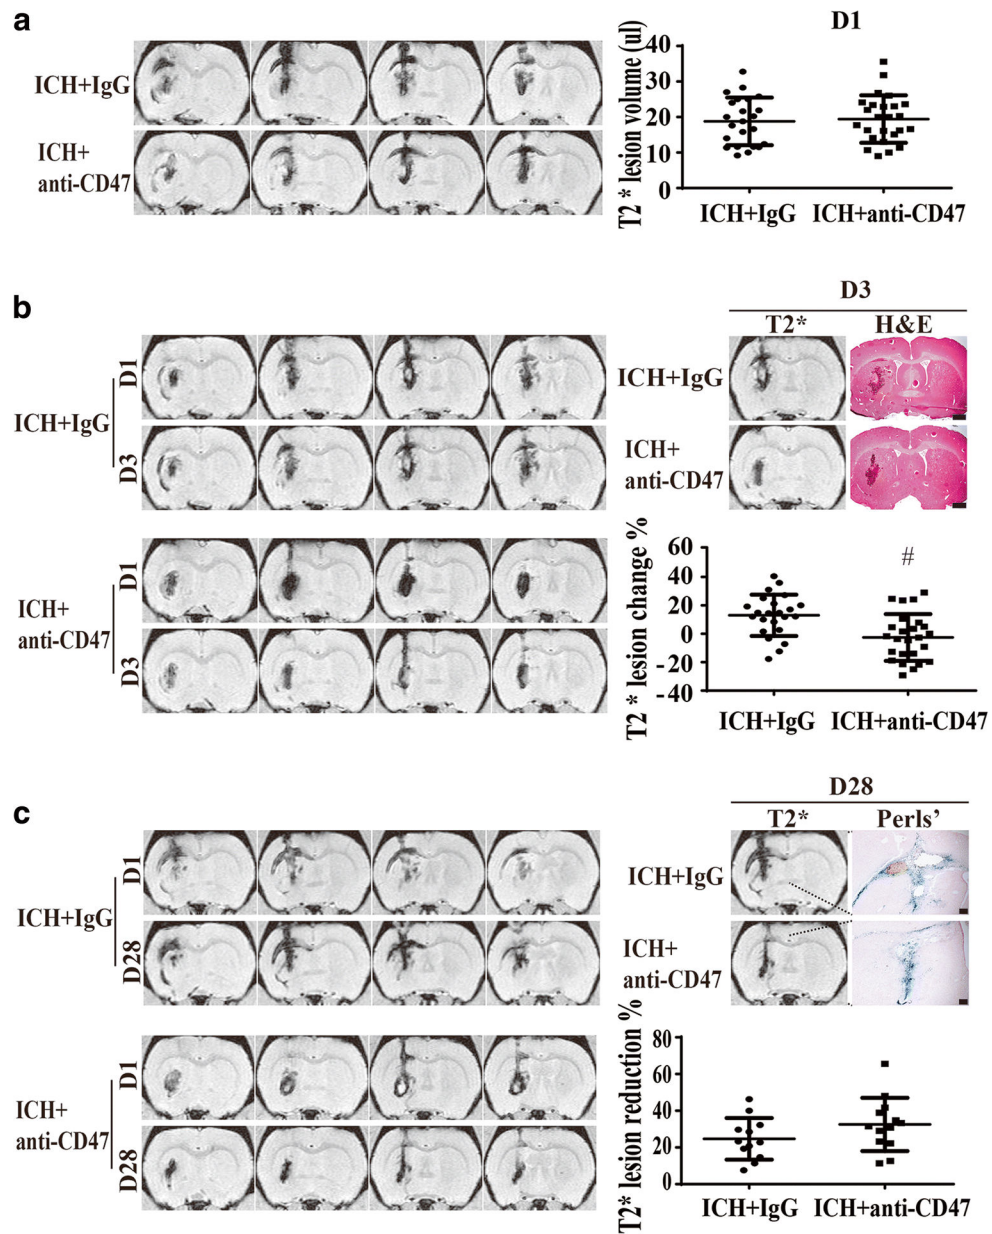 a
ICH+IgG
ICH+
anti-CD47
D1
T2 * lesion volume (ul)
40
30
20
10
0
ICH+IgG
ICH+anti-CD47
b
ICH+IgG
D1
D3
ICH+
anti-CD47
D1
D3
D3
T2*
H&E
ICH+IgG
ICH+
anti-CD47
T2 * lesion change %
60
40
20
0
-20
-40
#
ICH+IgG
ICH+anti-CD47
c
ICH+IgG
D1
D28
ICH+
anti-CD47
D1
D28
D28
T2*
Perls’
ICH+IgG
ICH+
anti-CD47
T2* lesion reduction %
80
60
40
20
0
ICH+IgG
ICH+anti-CD47